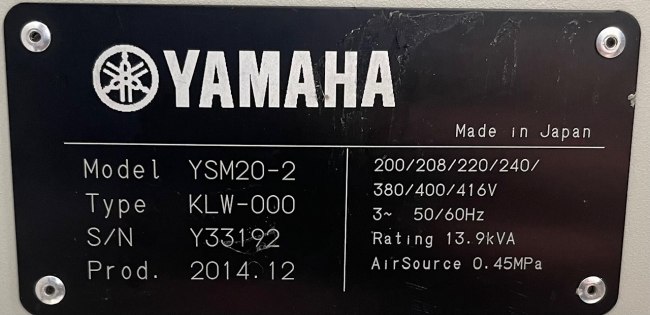 YAMAHA
Made in Japan
Model YSM20-2
Type KLW-000
S/N Y33192
Prod. 2014.12
200/208/220/240/
380/400/416V
3~ 50/60Hz
Rating 13.9kVA
AirSource 0.45MPa